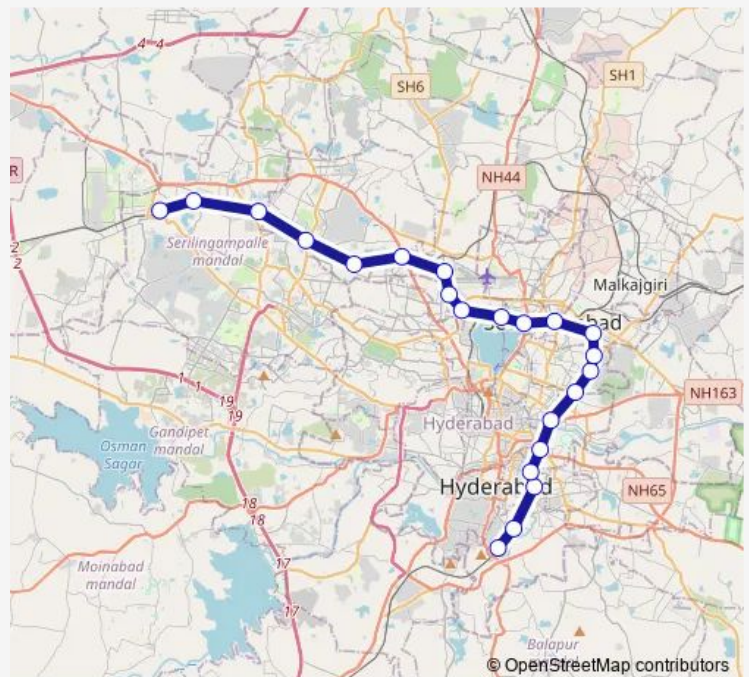 4 4
SH6
SH1
R
NH44
Serilingampalle
mandal
2
2
Malkajgiri
bad
1 1
19
19
NH163
Hyderabad
Osman
Sagar
Gandipet
mandal
Hyderabad
NH65
18
18
Moinabad
mandal
17
17
Balapur
© OpenStreetMap contributors